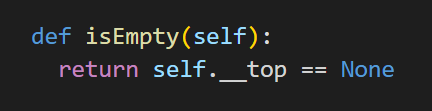 def isEmpty(self):
  return self.__top == None